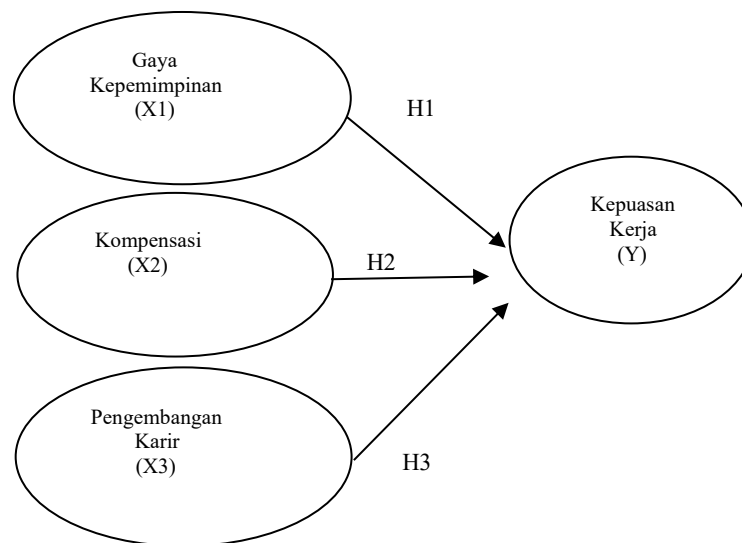 Gaya
Kepemimpinan
(X1)
H1
Kepuasan
Kerja
(Y)
Kompensasi
(X2)
H2
Pengembangan
Karir
(X3)
H3